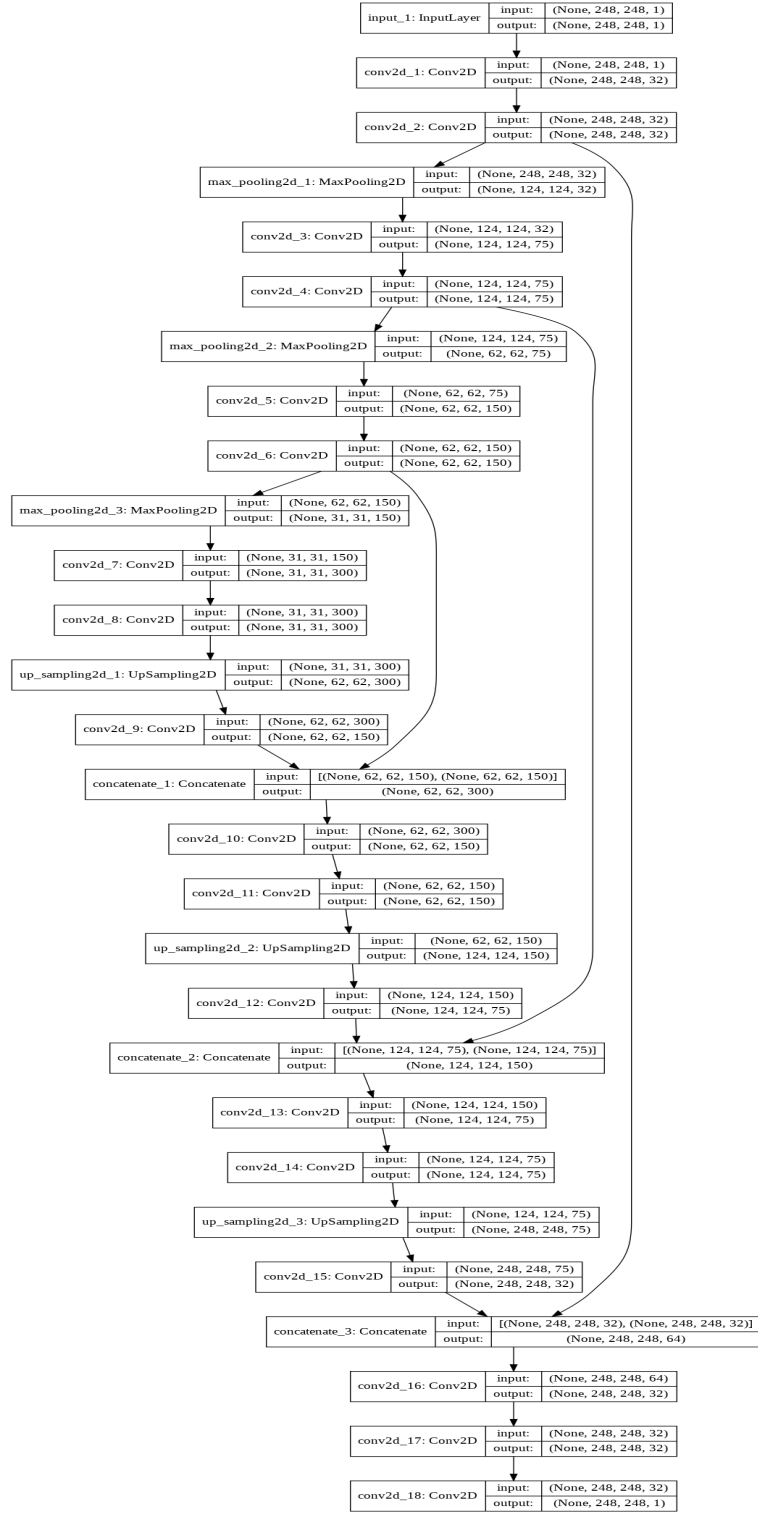 input_1: InputLayer input: (None, 248, 248, 1)
output: (None, 248, 248, 1)
conv2d_1: Conv2D input: (None, 248, 248, 1)
output: (None, 248, 248, 32)
conv2d_2: Conv2D input: (None, 248, 248, 32)
output: (None, 248, 248, 32)
max_pooling2d_1: MaxPooling2D input: (None, 248, 248, 32)
output: (None, 124, 124, 32)
conv2d_3: Conv2D input: (None, 124, 124, 32)
output: (None, 124, 124, 75)
conv2d_4: Conv2D input: (None, 124, 124, 75)
output: (None, 124, 124, 75)
max_pooling2d_2: MaxPooling2D input: (None, 124, 124, 75)
output: (None, 62, 62, 75)
conv2d_5: Conv2D input: (None, 62, 62, 75)
output: (None, 62, 62, 150)
conv2d_6: Conv2D input: (None, 62, 62, 150)
output: (None, 62, 62, 150)
max_pooling2d_3: MaxPooling2D input: (None, 62, 62, 150)
output: (None, 31, 31, 150)
conv2d_7: Conv2D input: (None, 31, 31, 150)
output: (None, 31, 31, 300)
conv2d_8: Conv2D input: (None, 31, 31, 300)
output: (None, 31, 31, 300)
up_sampling2d_1: UpSampling2D input: (None, 31, 31, 300)
output: (None, 62, 62, 300)
conv2d_9: Conv2D input: (None, 62, 62, 300)
output: (None, 62, 62, 150)
concatenate_1: Concatenate input: [(None, 62, 62, 150), (None, 62, 62, 150)]
output: (None, 62, 62, 300)
conv2d_10: Conv2D input: (None, 62, 62, 300)
output: (None, 62, 62, 150)
conv2d_11: Conv2D input: (None, 62, 62, 150)
output: (None, 62, 62, 150)
up_sampling2d_2: UpSampling2D input: (None, 62, 62, 150)
output: (None, 124, 124, 150)
conv2d_12: Conv2D input: (None, 124, 124, 150)
output: (None, 124, 124, 75)
concatenate_2: Concatenate input: [(None, 124, 124, 75), (None, 124, 124, 75)]
output: (None, 124, 124, 150)
conv2d_13: Conv2D input: (None, 124, 124, 150)
output: (None, 124, 124, 75)
conv2d_14: Conv2D input: (None, 124, 124, 75)
output: (None, 124, 124, 75)
up_sampling2d_3: UpSampling2D input: (None, 124, 124, 75)
output: (None, 248, 248, 75)
conv2d_15: Conv2D input: (None, 248, 248, 75)
output: (None, 248, 248, 32)
concatenate_3: Concatenate input: [(None, 248, 248, 32), (None, 248, 248, 32)]
output: (None, 248, 248, 64)
conv2d_16: Conv2D input: (None, 248, 248, 64)
output: (None, 248, 248, 32)
conv2d_17: Conv2D input: (None, 248, 248, 32)
output: (None, 248, 248, 32)
conv2d_18: Conv2D input: (None, 248, 248, 32)
output: (None, 248, 248, 1)